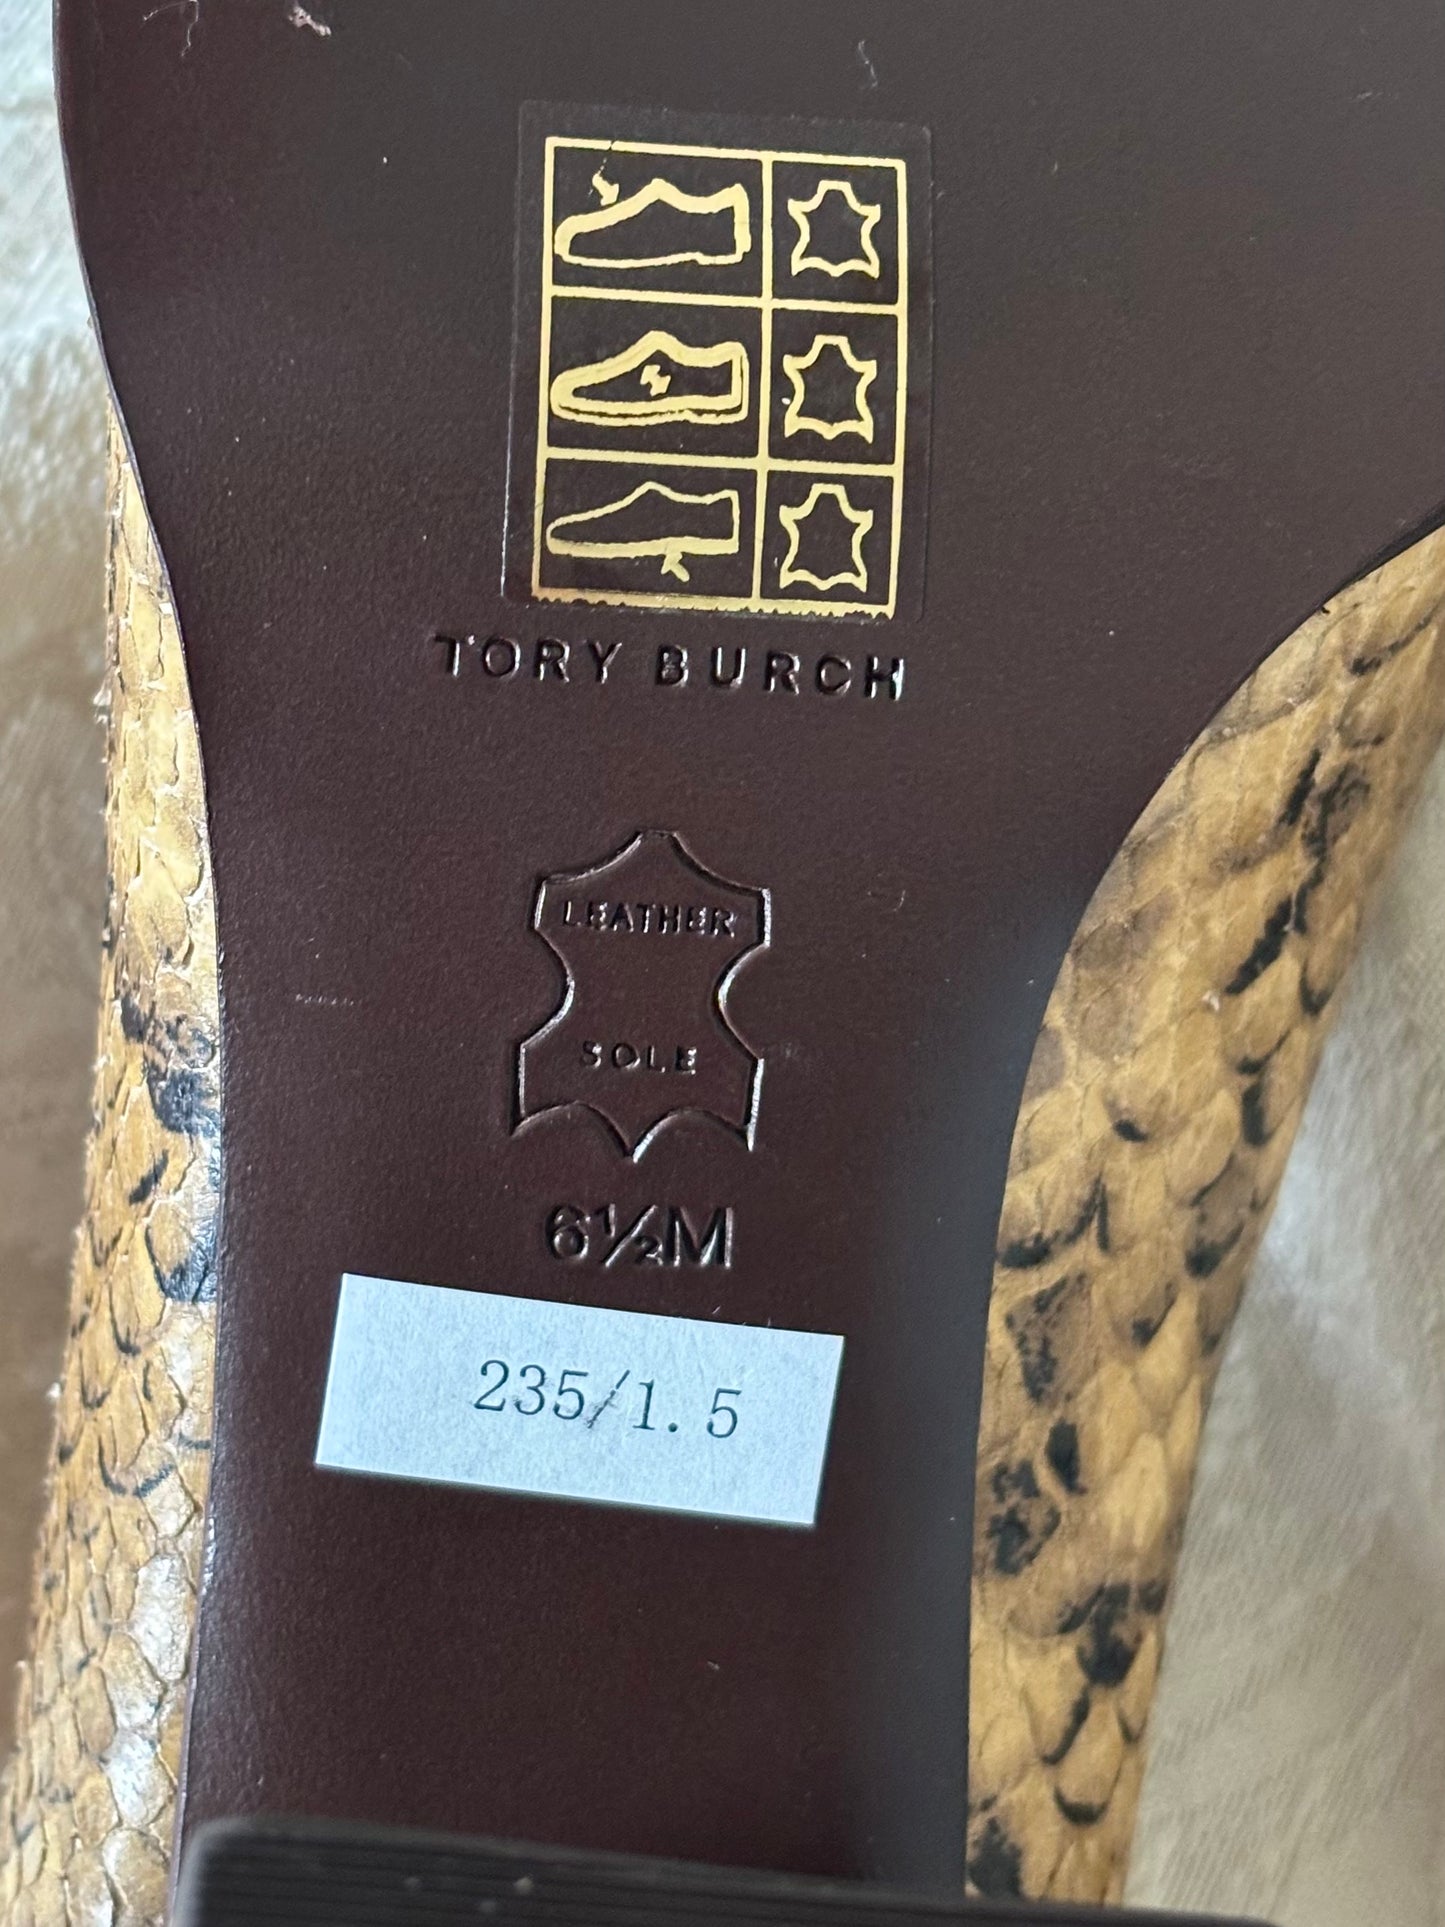 TORY BURCH
LEATHER
SOLE
6½M
235/1.5